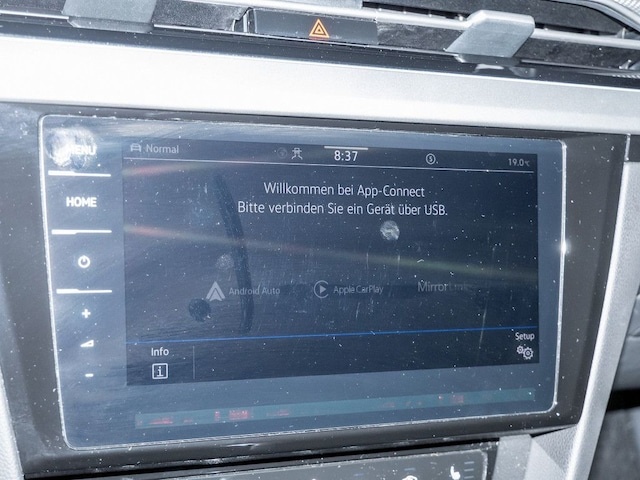 MENU
Normal
8:37
19.0°C
HOME
Willkommen bei App-Connect
Bitte verbinden Sie ein Gerät über USB.
Android Auto
Apple CarPlay
MirrorLink
+
-
Info
i
Setup